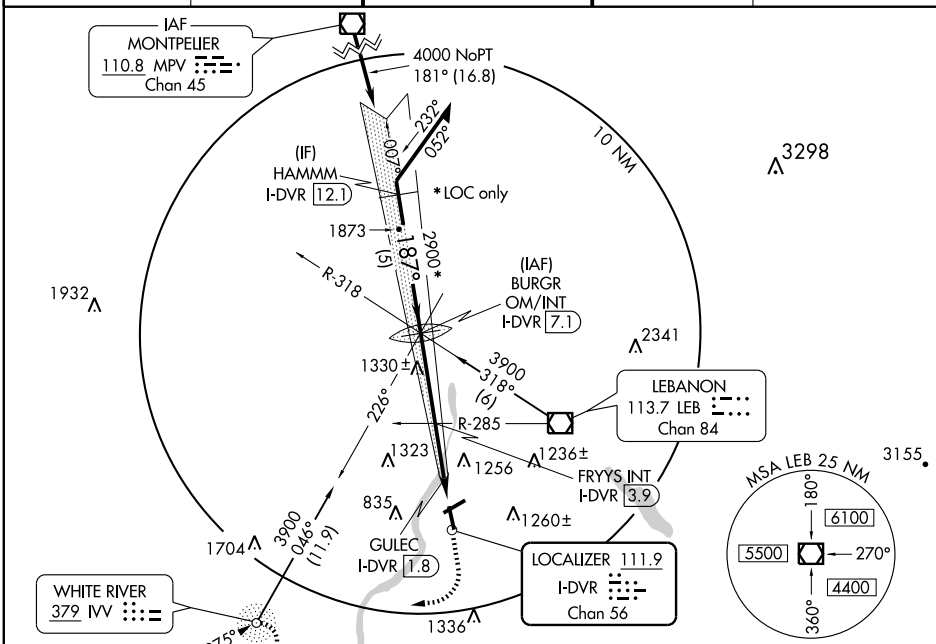 IAF
MONTPELIER
110.8 MPV
Chan 45
4000 NoPT
181° (16.8)
232°
052°
007°
10 NM
3298
(IF)
HAMMM
I-DVR 12.1
*LOC only
1873
187°
(5)
2900 *
R-318
(IAF)
BURGR
OM/INT
I-DVR 7.1
1932
2341
1330 ±
3900
318°
(6)
LEBANON
113.7 LEB
Chan 84
226°
R-285
1323
1256
1236±
FRYYS INT
I-DVR 3.9
3155
MSA LEB 25 NM
180°
6100
5500
270°
4400
360°
835
1260±
GULEC
I-DVR 1.8
1704
3900
046°
(11.9)
LOCALIZER 111.9
I-DVR
Chan 56
WHITE RIVER
379 IVV
1336